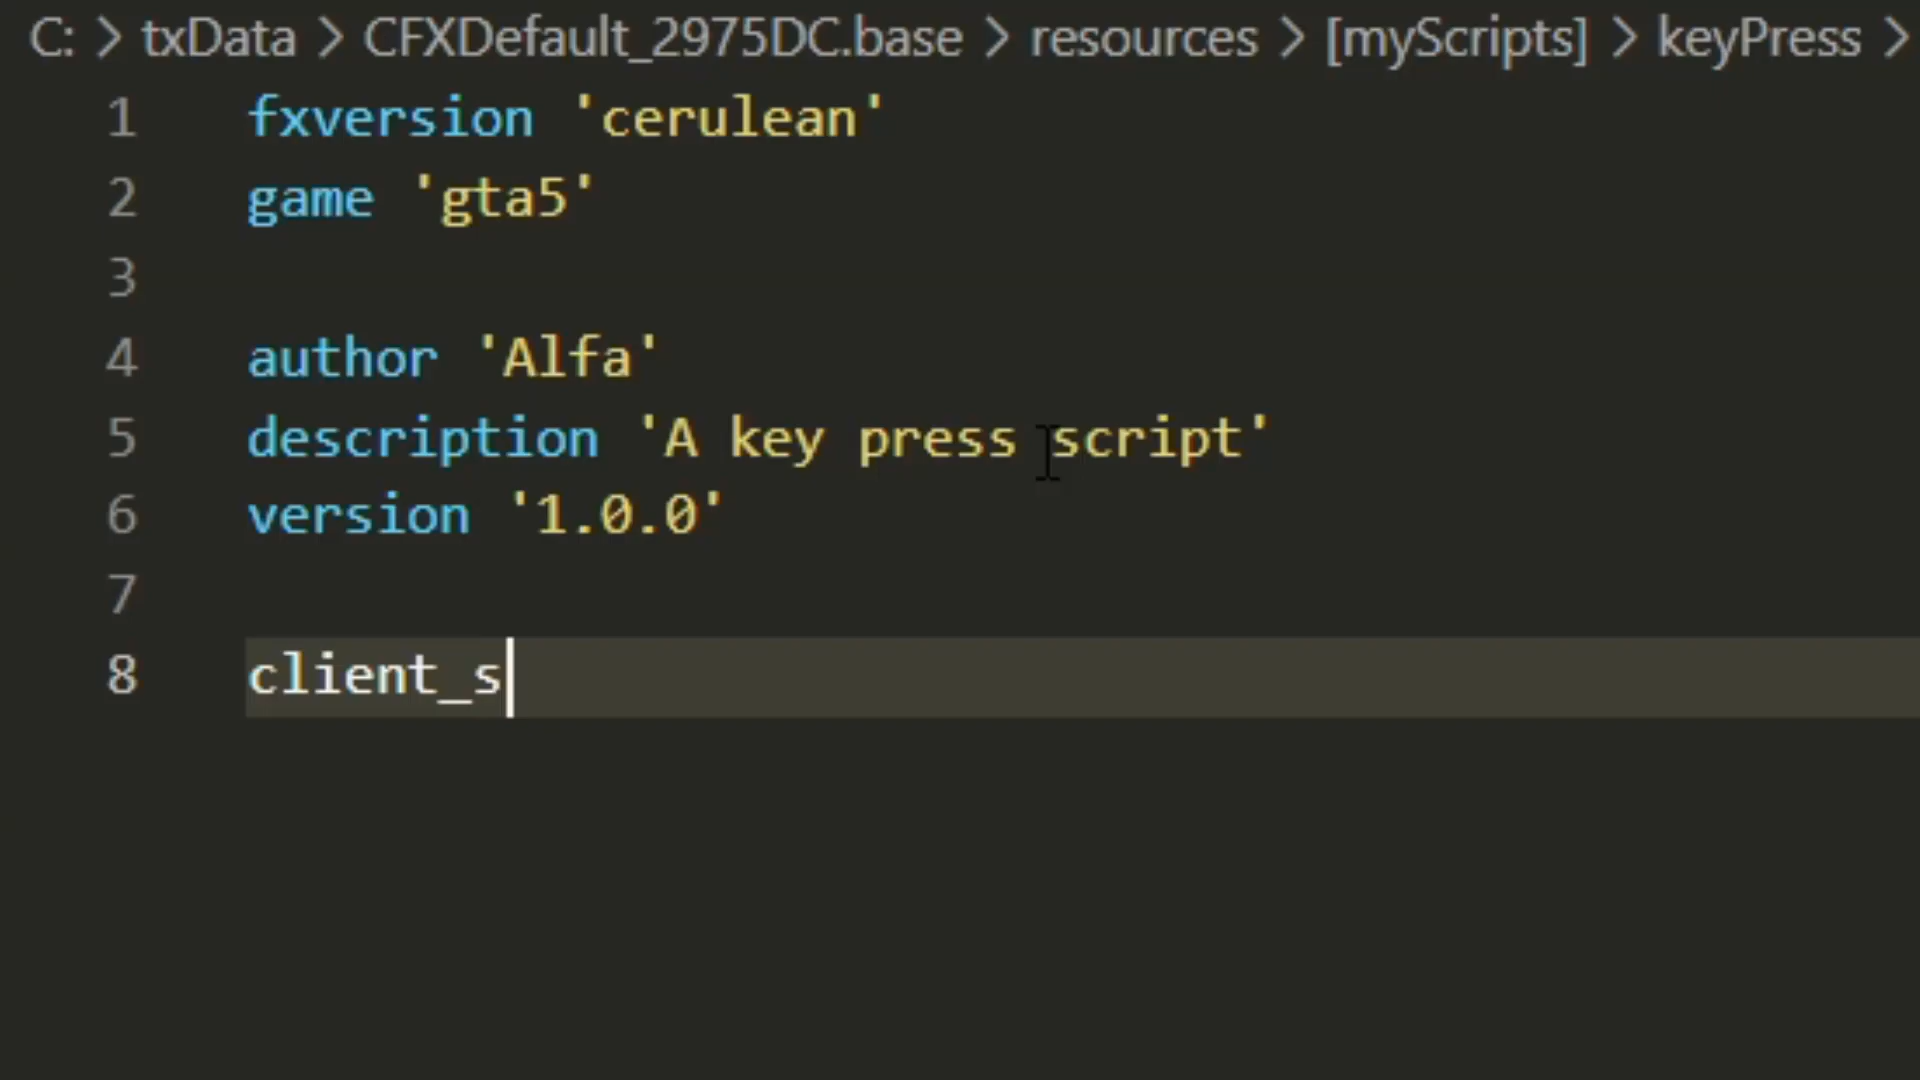 C: > txData > CFXDefault_2975DC.base > resources > [myScripts] > keyPress >
1 fxversion 'cerulean'
2 game 'gta5'
3
4 author 'Alfa'
5 description 'A key press script'
6 version '1.0.0'
7
8 client_s